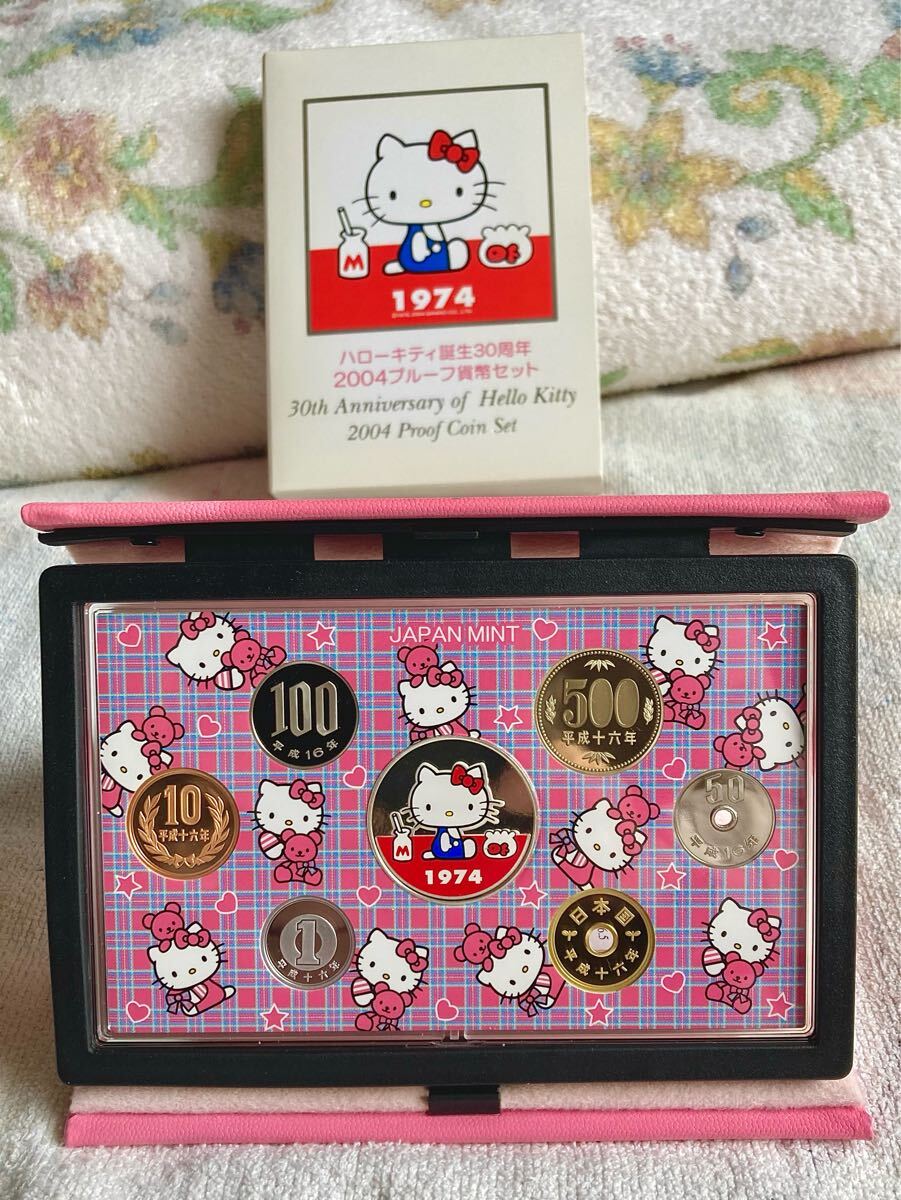 M
1974
ハローキティ誕生30周年
2004プルーフ貨幣セット
30th Anniversary of Hello Kitty
2004 Proof Coin Set
JAPAN MINT
100
平成16年
500
平成十六年
10
平成十六年
M
1974
50
平成16年
1
平成十六年
日本国
平成十六年